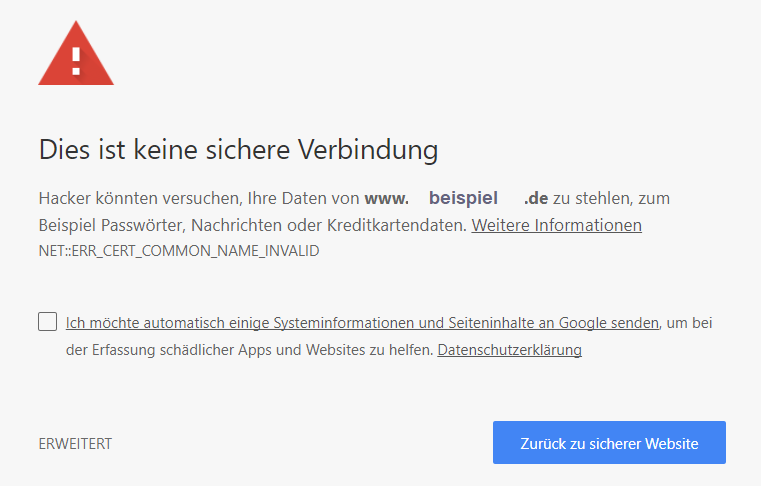 Dies ist keine sichere Verbindung
Hacker könnten versuchen, Ihre Daten von www. beispiel .de zu stehlen, zum
Beispiel Passwörter, Nachrichten oder Kreditkartendaten. Weitere Informationen
NET::ERR_CERT_COMMON_NAME_INVALID
Ich möchte automatisch einige Systeminformationen und Seiteninhalte an Google senden, um bei
der Erfassung schädlicher Apps und Websites zu helfen. Datenschutzerklärung
ERWEITERT
Zurück zu sicherer Website